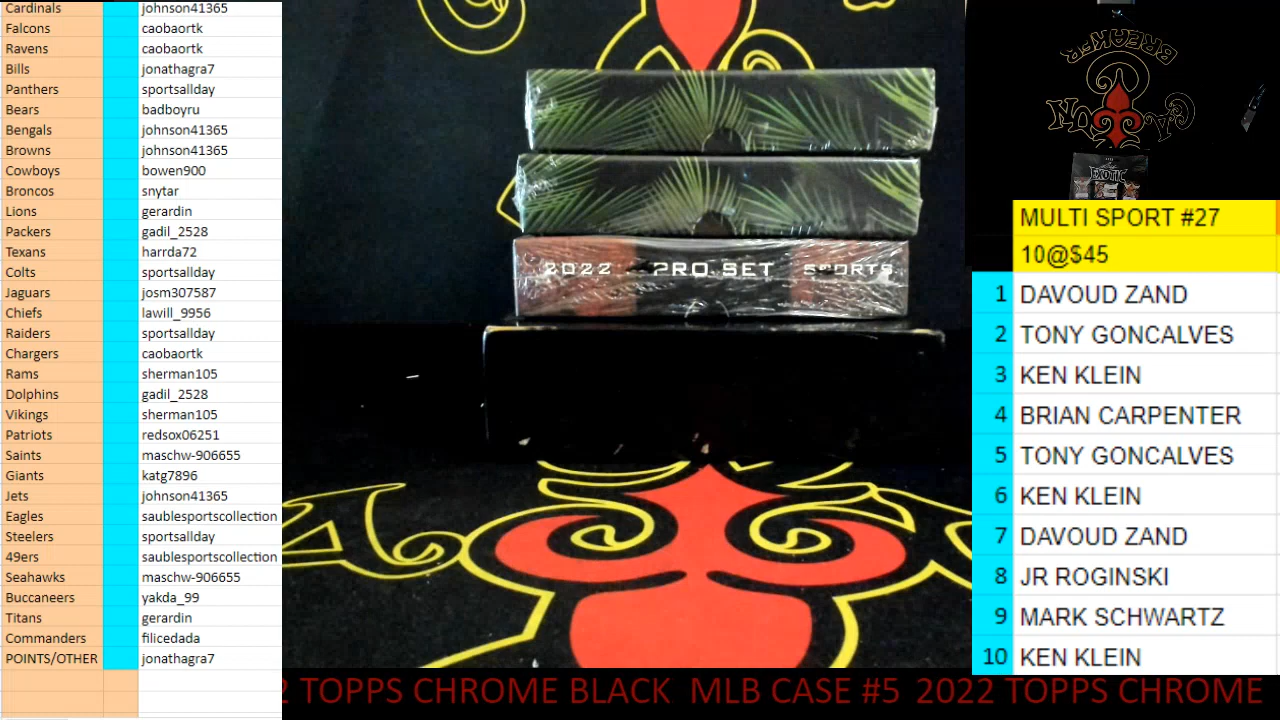 Cardinals johnson41365
Falcons caobaortk
Ravens caobaortk
Bills jonathagra7
Panthers sportsallday
Bears badboyru
Bengals johnson41365
Browns johnson41365
Cowboys bowen900
Broncos snytar
Lions gerardin
Packers gadil_2528
Texans harrda72
Colts sportsallday
Jaguars josm307587
Chiefs lawill_9956
Raiders sportsallday
Chargers caobaortk
Rams sherman105
Dolphins gadil_2528
Vikings sherman105
Patriots redsox06251
Saints maschw-906655
Giants katg7896
Jets johnson41365
Eagles saublesportscollection
Steelers sportsallday
49ers saublesportscollection
Seahawks maschw-906655
Buccaneers yakda_99
Titans gerardin
Commanders filicedada
POINTS/OTHER jonathagra7
2022 PRO SET SPORTS
BREAKER
EXOTIC
MULTI SPORT #27
10@$45
1 DAVOUD ZAND
2 TONY GONCALVES
3 KEN KLEIN
4 BRIAN CARPENTER
5 TONY GONCALVES
6 KEN KLEIN
7 DAVOUD ZAND
8 JR ROGINSKI
9 MARK SCHWARTZ
10 KEN KLEIN
2 TOPPS CHROME BLACK MLB CASE #5 2022 TOPPS CHROME